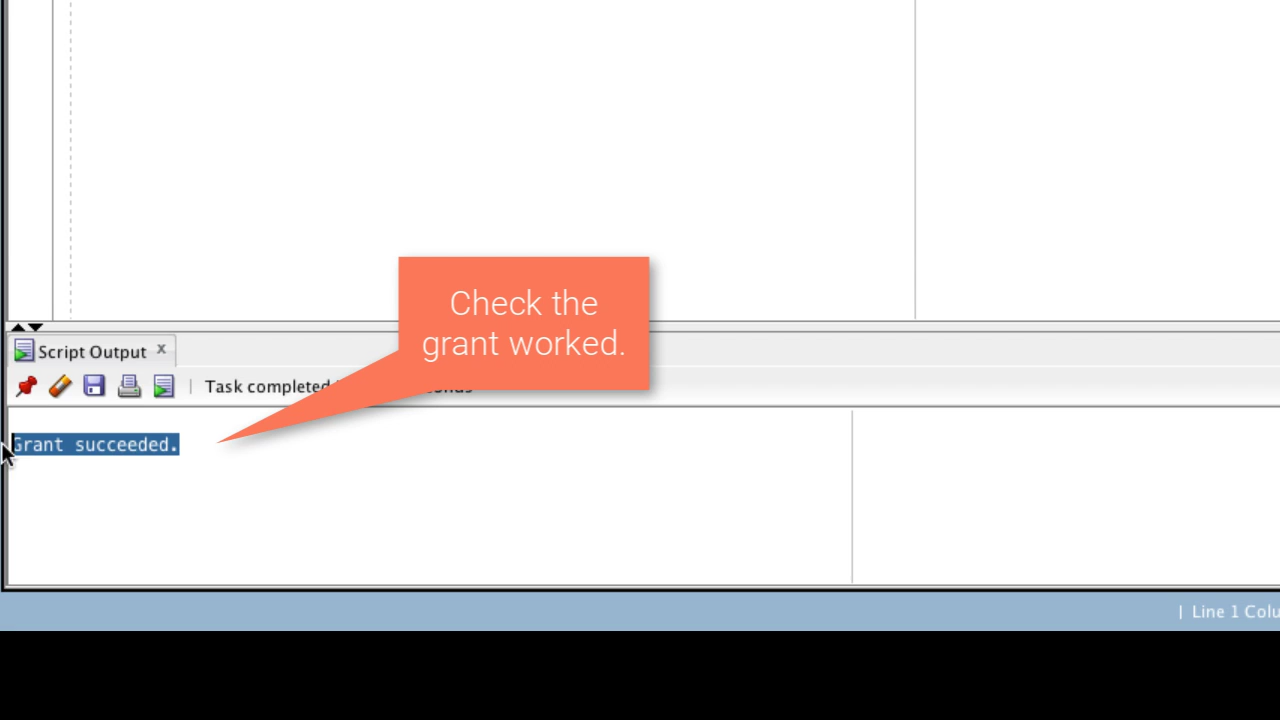 Check the
grant worked.
Script Output x
| Task completed
Grant succeeded.
| Line 1 Colu